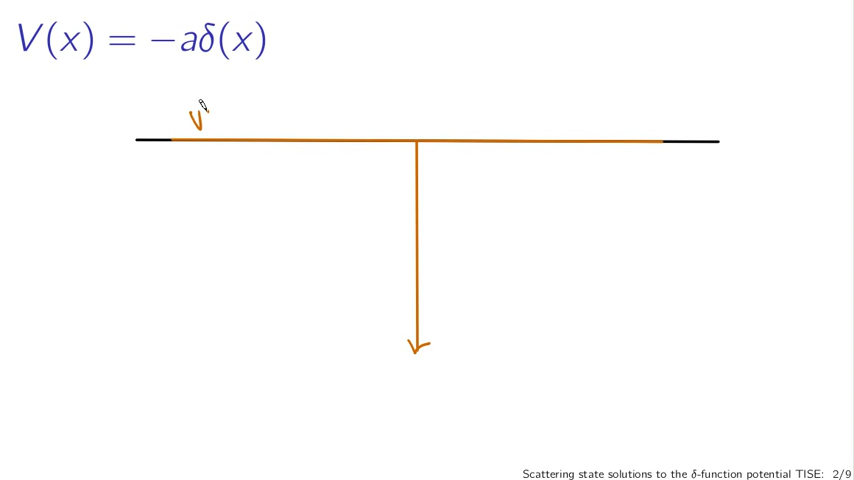 V(x) = −aδ(x)
V
Scattering state solutions to the δ-function potential TISE: 2/9